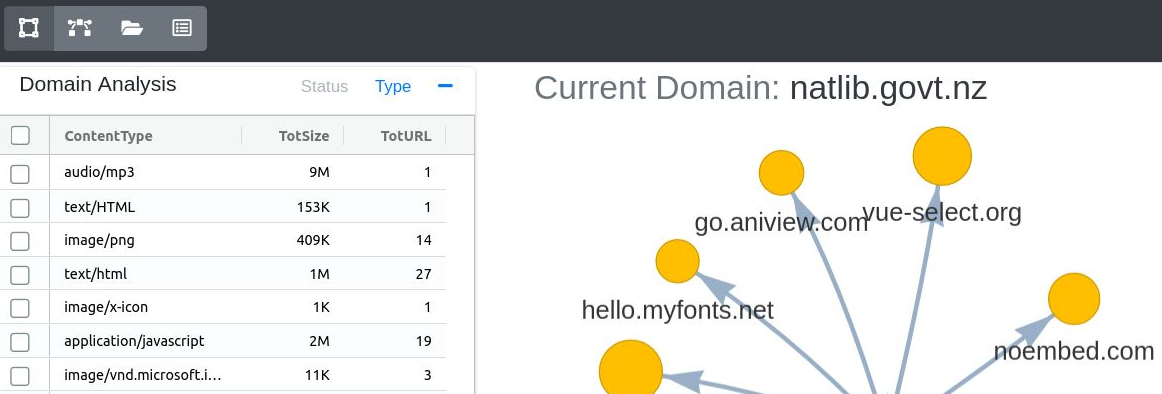 Domain Analysis Status Type
ContentType TotSize TotURL
audio/mp3 9M 1
text/HTML 153K 1
image/png 409K 14
text/html 1M 27
image/x-icon 1K 1
application/javascript 2M 19
image/vnd.microsoft.i... 11K 3
Current Domain: natlib.govt.nz
go.aniview.com
vue-select.org
hello.myfonts.net
noembed.com